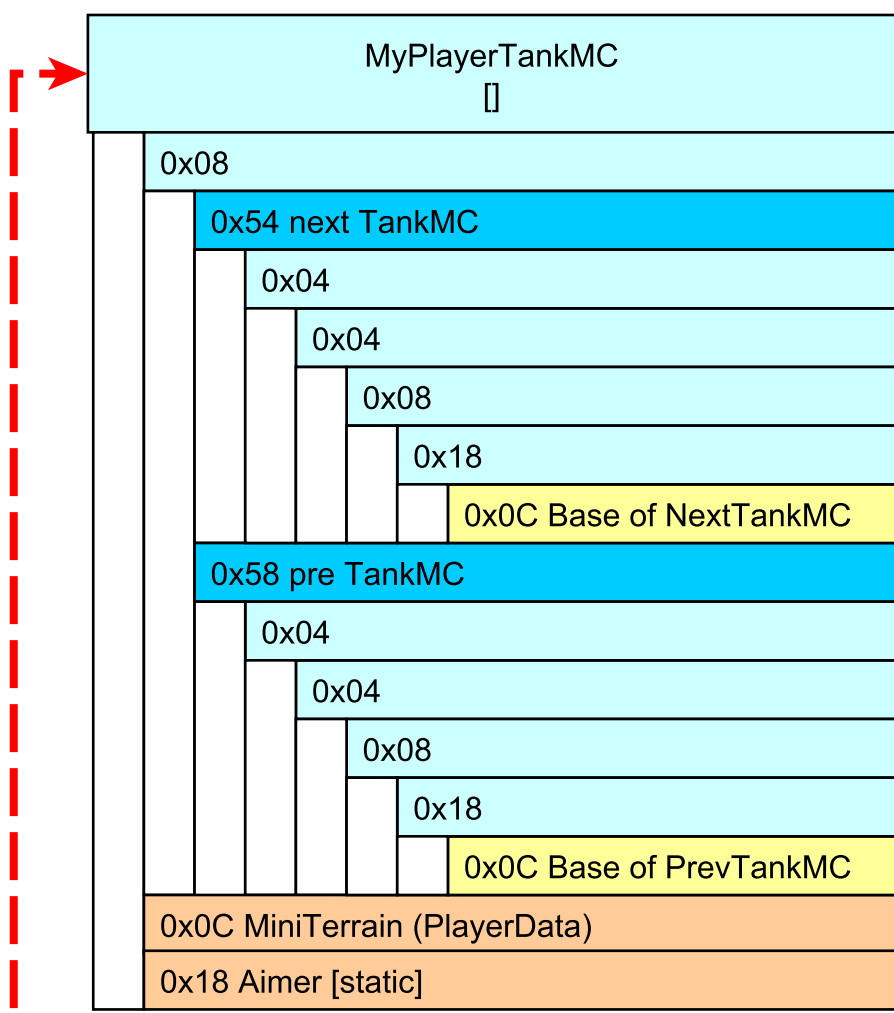 MyPlayerTankMC
[]
0x08
0x54 next TankMC
0x04
0x04
0x08
0x18
0x0C Base of NextTankMC
0x58 pre TankMC
0x04
0x04
0x08
0x18
0x0C Base of PrevTankMC
0x0C MiniTerrain (PlayerData)
0x18 Aimer [static]